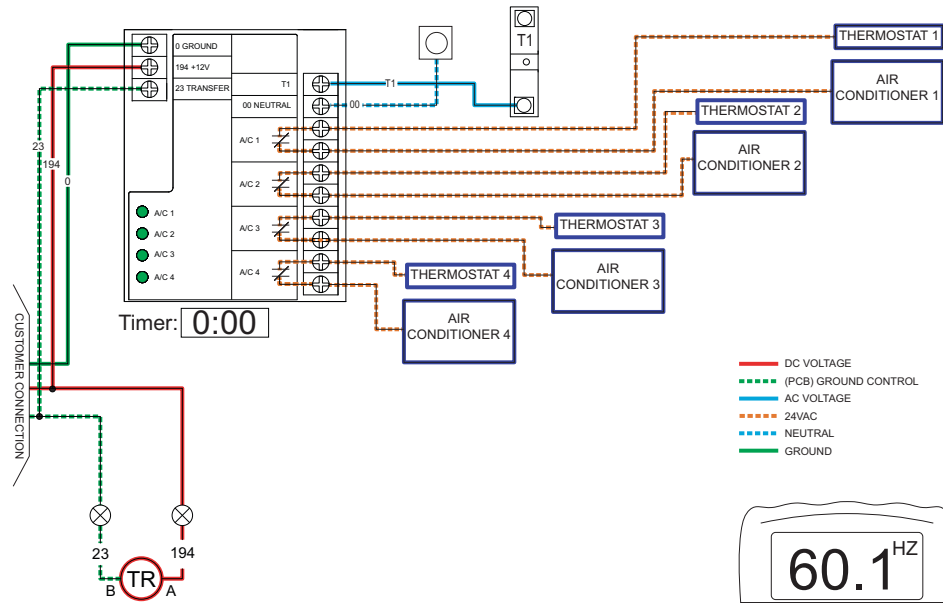 0 GROUND
194 +12V
23 TRANSFER
T1
00 NEUTRAL
A/C 1
A/C 2
A/C 3
A/C 4
A/C 1
A/C 2
A/C 3
A/C 4
Timer: 0:00
T1
00
T1
THERMOSTAT 1
AIR
CONDITIONER 1
THERMOSTAT 2
AIR
CONDITIONER 2
THERMOSTAT 3
AIR
CONDITIONER 3
THERMOSTAT 4
AIR
CONDITIONER 4
23
194
0
CUSTOMER CONNECTION
23
194
B
TR
A
DC VOLTAGE
(PCB) GROUND CONTROL
AC VOLTAGE
24VAC
NEUTRAL
GROUND
60.1 HZ